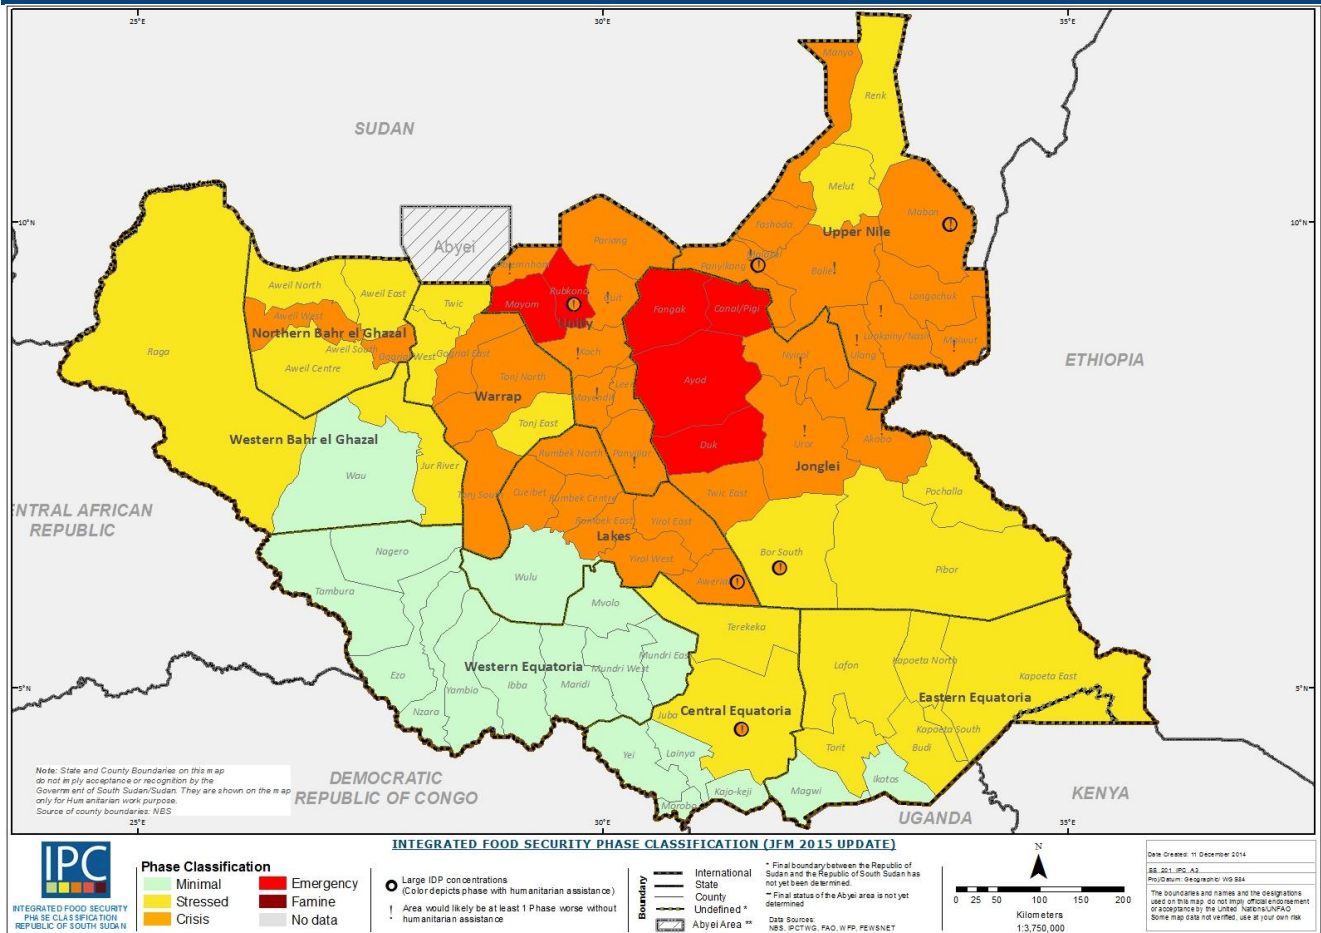 25°E
30°E
35°E
Manyo
Renk
SUDAN
Melut
10°N
10°N
Maban
Fashoda
Upper Nile
Abyei
Pariang
Panyikang
Aweil North
Aweil East
Twic
Mayom
Rubkona
Guit
Fangak
Canal/Pigi
Baliet
Longochuk
Aweil West
Unity
Northern Bahr el Ghazal
Luakpiny/Nasir
Maiwut
Raga
Aweil South
Gogrial West
Gogrial East
Koch
Nyirol
Ulang
ETHIOPIA
Aweil Centre
Tonj North
Ayod
Leer
Warrap
Mayendit
Tonj East
Western Bahr el Ghazal
Duk
Uror
Akobo
Rumbek North
Panyijiar
Wau
Jur River
Jonglei
Tonj South
Cueibet
Rumbek Centre
Twic East
Pochalla
NTRAL AFRICAN
REPUBLIC
Rumbek East
Yirol East
Lakes
Nagero
Yirol West
Bor South
Pibor
Wulu
Awerial
Tambura
Mvolo
Terekeka
Mundri East
Western Equatoria
Mundri West
Lafon
Kapoeta North
Ezo
Kapoeta East
Yambio
Ibba
Maridi
5°N
5°N
Eastern Equatoria
Nzara
Juba
Central Equatoria
Kapoeta South
Yei
Lainya
Torit
Budi
Note: State and County Boundaries on this map
do not imply acceptance or recognition by the
Government of South Sudan/Sudan. They are shown on the map
only for Humanitarian work purpose.
Source of county boundaries: NBS
DEMOCRATIC
REPUBLIC OF CONGO
Morobo
Kajo-keji
Magwi
Ikotos
KENYA
UGANDA
25°E
30°E
35°E
INTEGRATED FOOD SECURITY PHASE CLASSIFICATION (JFM 2015 UPDATE)
IPC
INTEGRATED FOOD SECURITY
PHASE CLASSIFICATION
REPUBLIC OF SOUTH SUDAN
Phase Classification
Minimal
Stressed
Crisis
Emergency
Famine
No data
Large IDP concentrations
(Color depicts phase with humanitarian assistance)
! Area would likely be at least 1 Phase worse without
humanitarian assistance
Boundary
International
State
County
Undefined *
Abyei Area **
* Final boundary between the Republic of
Sudan and the Republic of South Sudan has
not yet been determined.
** Final status of the Abyei area is not yet
determined
Data Sources:
NBS, IPCTWG, FAO, WFP, FEWSNET
N
0 25 50 100 150 200
Kilometers
1:3,750,000
Date Created: 11 December 2014
SS_201_IPC_A3
Proj/Datum: Geographic/ WGS84
The boundaries and names and the designations
used on this map do not imply official endorsement
or acceptance by the United Nations/UNFAO
Some map data not verified, use at your own risk